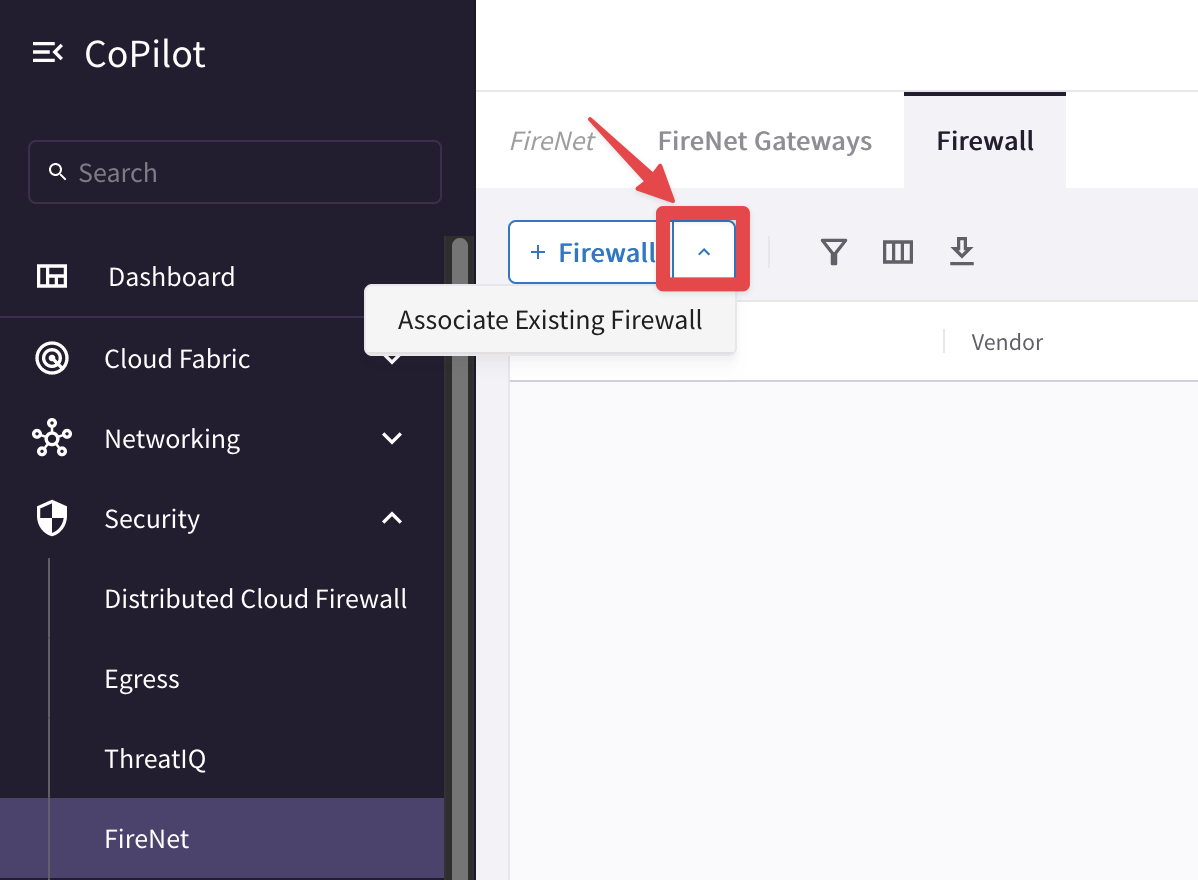 CoPilot
Search
Dashboard
Cloud Fabric
Networking
Security
Distributed Cloud Firewall
Egress
ThreatIQ
FireNet
FireNet
FireNet Gateways
Firewall
+ Firewall
Associate Existing Firewall
Vendor